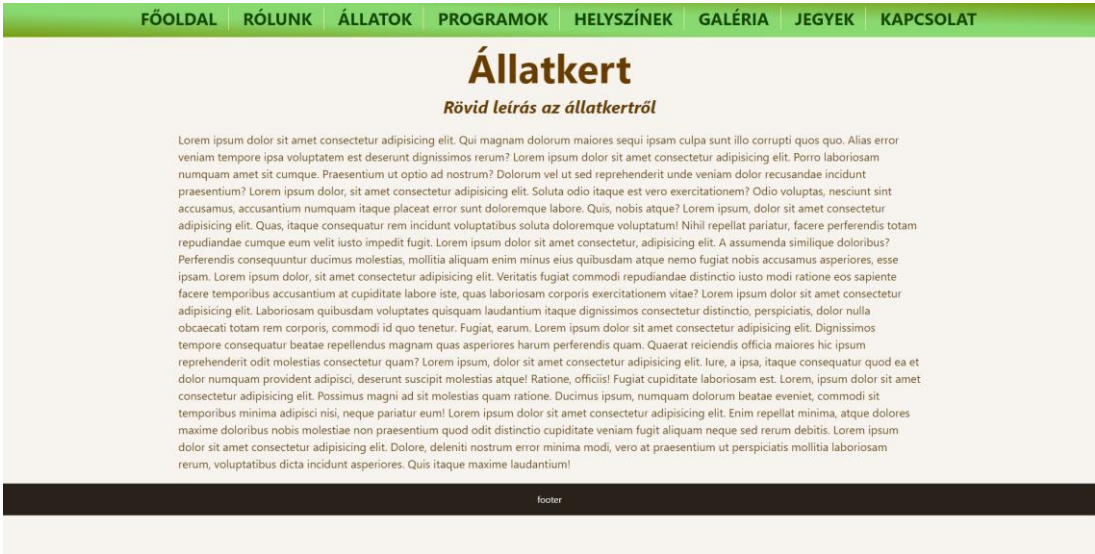 FŐOLDAL RÓLUNK ÁLLATOK PROGRAMOK HELYSZÍNEK GALÉRIA JEGYEK KAPCSOLAT
Állatkert
Rövid leírás az állatkertről
Lorem ipsum dolor sit amet consectetur adipisicing elit. Qui magnam dolorum maiores sequi ipsam culpa sunt illo corrupti quos quo. Alias error
veniam tempore ipsa voluptatem est deserunt dignissimos rerum? Lorem ipsum dolor sit amet consectetur adipisicing elit. Porro laboriosam
numquam amet sit cumque. Praesentium ut optio ad nostrum? Dolorum vel ut sed reprehenderit unde veniam dolor recusandae incidunt
praesentium? Lorem ipsum dolor, sit amet consectetur adipisicing elit. Soluta odio itaque est vero exercitationem? Odio voluptas, nesciunt sint
accusamus, accusantium numquam itaque placeat error sunt doloremque labore. Quis, nobis atque? Lorem ipsum, dolor sit amet consectetur
adipisicing elit. Quas, itaque consequatur rem incidunt voluptatibus soluta doloremque voluptatum! Nihil repellat pariatur, facere perferendis totam
repudiandae cumque eum velit iusto impedit fugit. Lorem ipsum dolor sit amet consectetur, adipisicing elit. A assumenda similique doloribus?
Perferendis consequuntur ducimus molestias, mollitia aliquam enim minus eius quibusdam atque nemo fugiat nobis accusamus asperiores, esse
ipsam. Lorem ipsum dolor, sit amet consectetur adipisicing elit. Veritatis fugiat commodi repudiandae distinctio iusto modi ratione eos sapiente
facere temporibus accusantium at cupiditate labore iste, quas laboriosam corporis exercitationem vitae? Lorem ipsum dolor sit amet consectetur
adipisicing elit. Laboriosam quibusdam voluptates quisquam laudantium itaque dignissimos consectetur distinctio, perspiciatis, dolor nulla
obcaecati totam rem corporis, commodi id quo tenetur. Fugiat, earum. Lorem ipsum dolor sit amet consectetur adipisicing elit. Dignissimos
tempore consequatur beatae repellendus magnam quas asperiores harum perferendis quam. Quaerat reiciendis officia maiores hic ipsum
reprehenderit odit molestias consectetur quam? Lorem ipsum, dolor sit amet consectetur adipisicing elit. Iure, a ipsa, itaque consequatur quod ea et
dolor numquam provident adipisci, deserunt suscipit molestias atque! Ratione, officiis! Fugiat cupiditate laboriosam est. Lorem, ipsum dolor sit amet
consectetur adipisicing elit. Possimus magni ad sit molestias quam ratione. Ducimus ipsum, numquam dolorum beatae eveniet, commodi sit
temporibus minima adipisci nisi, neque pariatur eum! Lorem ipsum dolor sit amet consectetur adipisicing elit. Enim repellat minima, atque dolores
maxime doloribus nobis molestiae non praesentium quod odit distinctio cupiditate veniam fugit aliquam neque sed rerum debitis. Lorem ipsum
dolor sit amet consectetur adipisicing elit. Dolore, deleniti nostrum error minima modi, vero at praesentium ut perspiciatis mollitia laboriosam
rerum, voluptatibus dicta incidunt asperiores. Quis itaque maxime laudantium!
footer